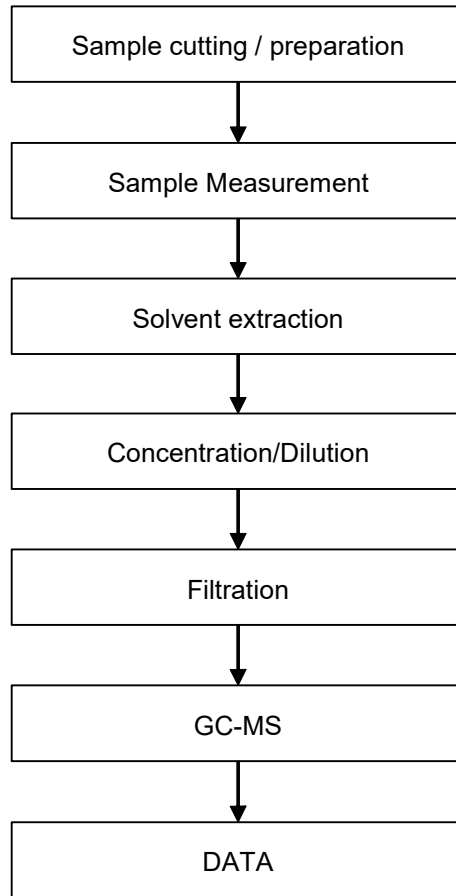 Sample cutting / preparation
Sample Measurement
Solvent extraction
Concentration/Dilution
Filtration
GC-MS
DATA